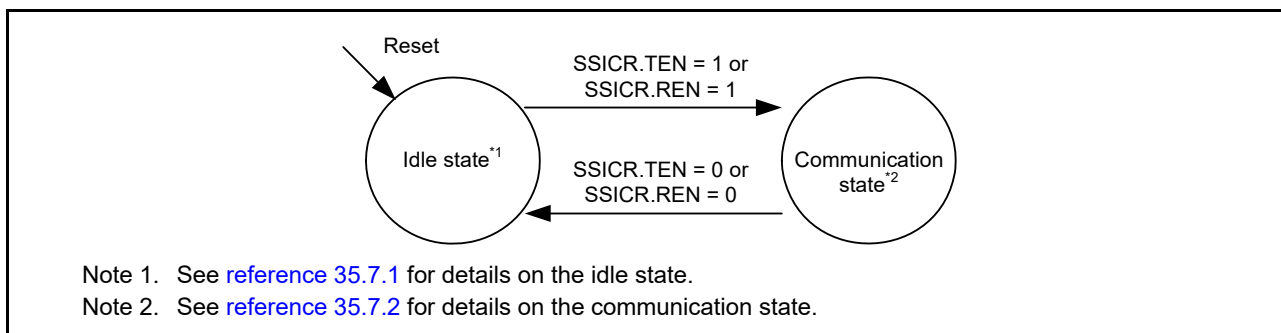 Reset
SSICR.TEN = 1 or
SSICR.REN = 1
Idle state*1
Communication
state*2
SSICR.TEN = 0 or
SSICR.REN = 0
Note 1. See reference 35.7.1 for details on the idle state.
Note 2. See reference 35.7.2 for details on the communication state.